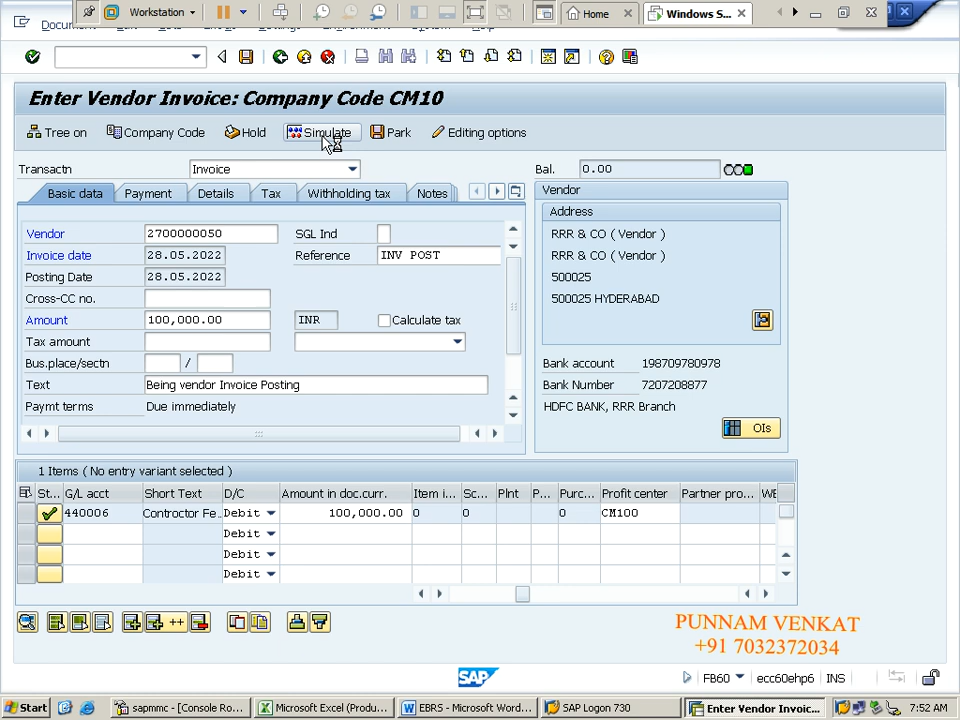 Workstation
Home
Windows S...
Enter Vendor Invoice: Company Code CM10
Tree on
Company Code
Hold
Simulate
Park
Editing options
Transactn
Invoice
Bal.
0.00
Basic data
Payment
Details
Tax
Withholding tax
Notes
Vendor
Address
RRR & CO ( Vendor )
RRR & CO ( Vendor )
500025
500025 HYDERABAD
Bank account 198709780978
Bank Number 7207208877
HDFC BANK, RRR Branch
OIs
Vendor 2700000050 SGL Ind
Invoice date 28.05.2022 Reference INV POST
Posting Date 28.05.2022
Cross-CC no.
Amount 100,000.00 INR Calculate tax
Tax amount
Bus.place/sectn /
Text Being vendor Invoice Posting
Paymt terms Due immediately
1 Items ( No entry variant selected )
St... G/L acct Short Text D/C Amount in doc.curr. Item i... Sc... Plnt P... Purc... Profit center Partner pro... WE
440006 Controctor Fe.. Debit 100,000.00 0 0 0 CM100
Debit
Debit
Debit
PUNNAM VENKAT
+91 7032372034
SAP
FB60 ecc60ehp6 INS
Start
sapmmc - [Console Ro...
Microsoft Excel (Produ...
EBRS - Microsoft Word...
SAP Logon 730
Enter Vendor Invoic...
7:52 AM